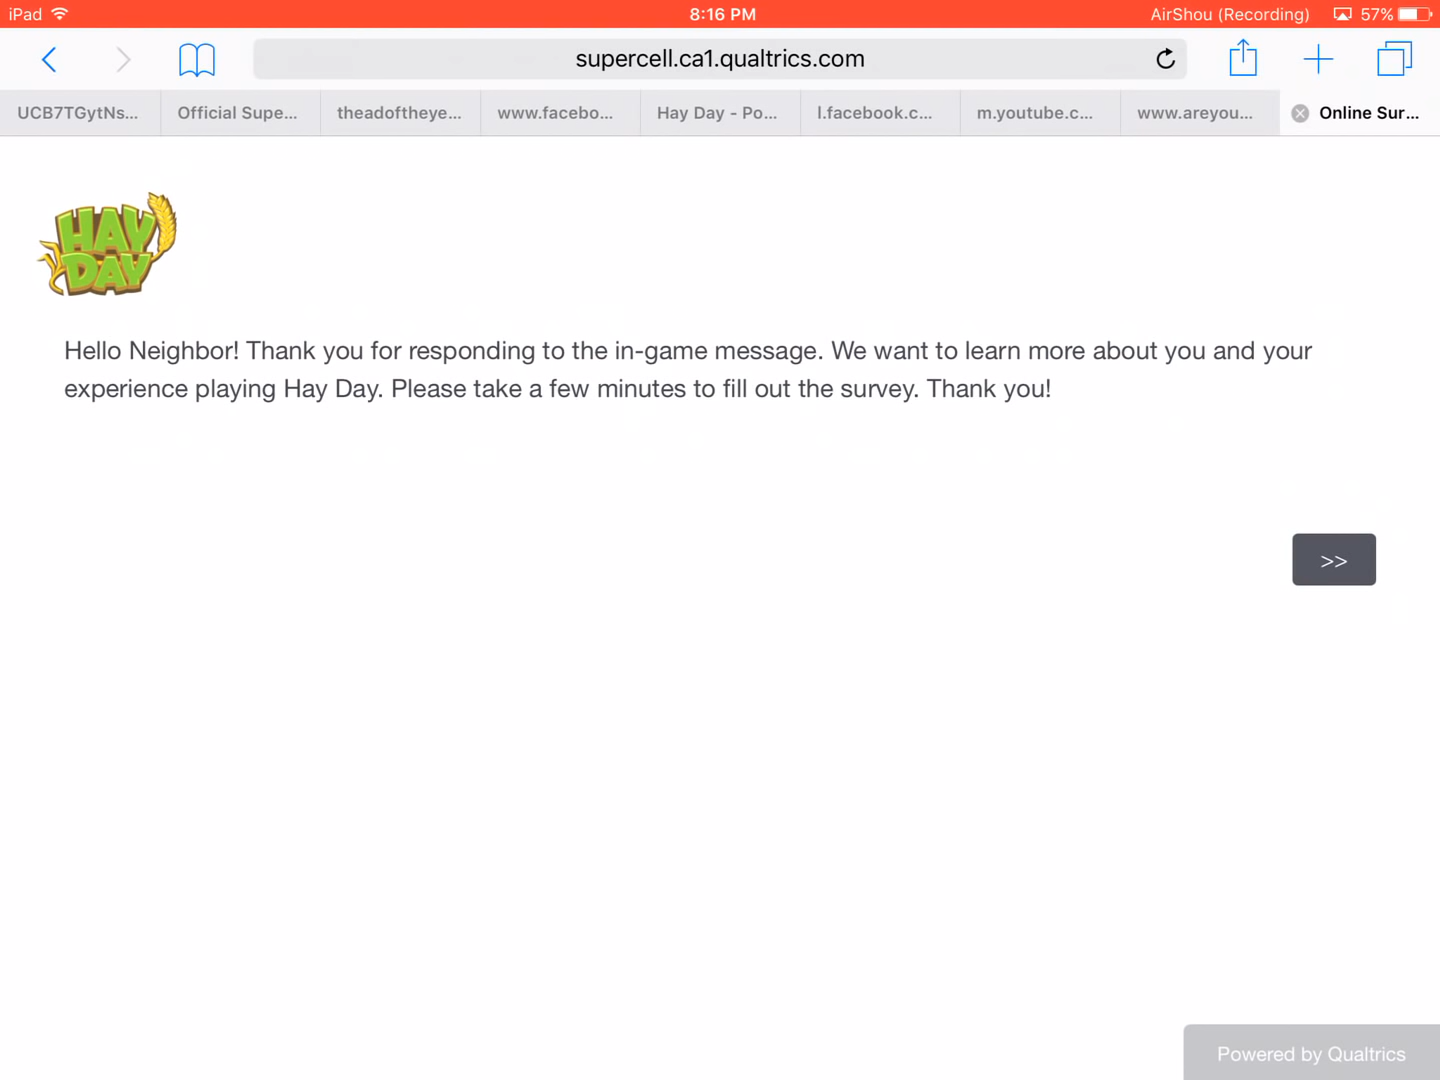 iPad 8:16 PM AirShou (Recording) 57%
supercell.ca1.qualtrics.com
UCB7TGytNs... Official Supe... theadoftheye... www.facebo... Hay Day - Po... l.facebook.c... m.youtube.c... www.areyou... Online Sur...
HAY
DAY
Hello Neighbor! Thank you for responding to the in-game message. We want to learn more about you and your
experience playing Hay Day. Please take a few minutes to fill out the survey. Thank you!
>>
Powered by Qualtrics